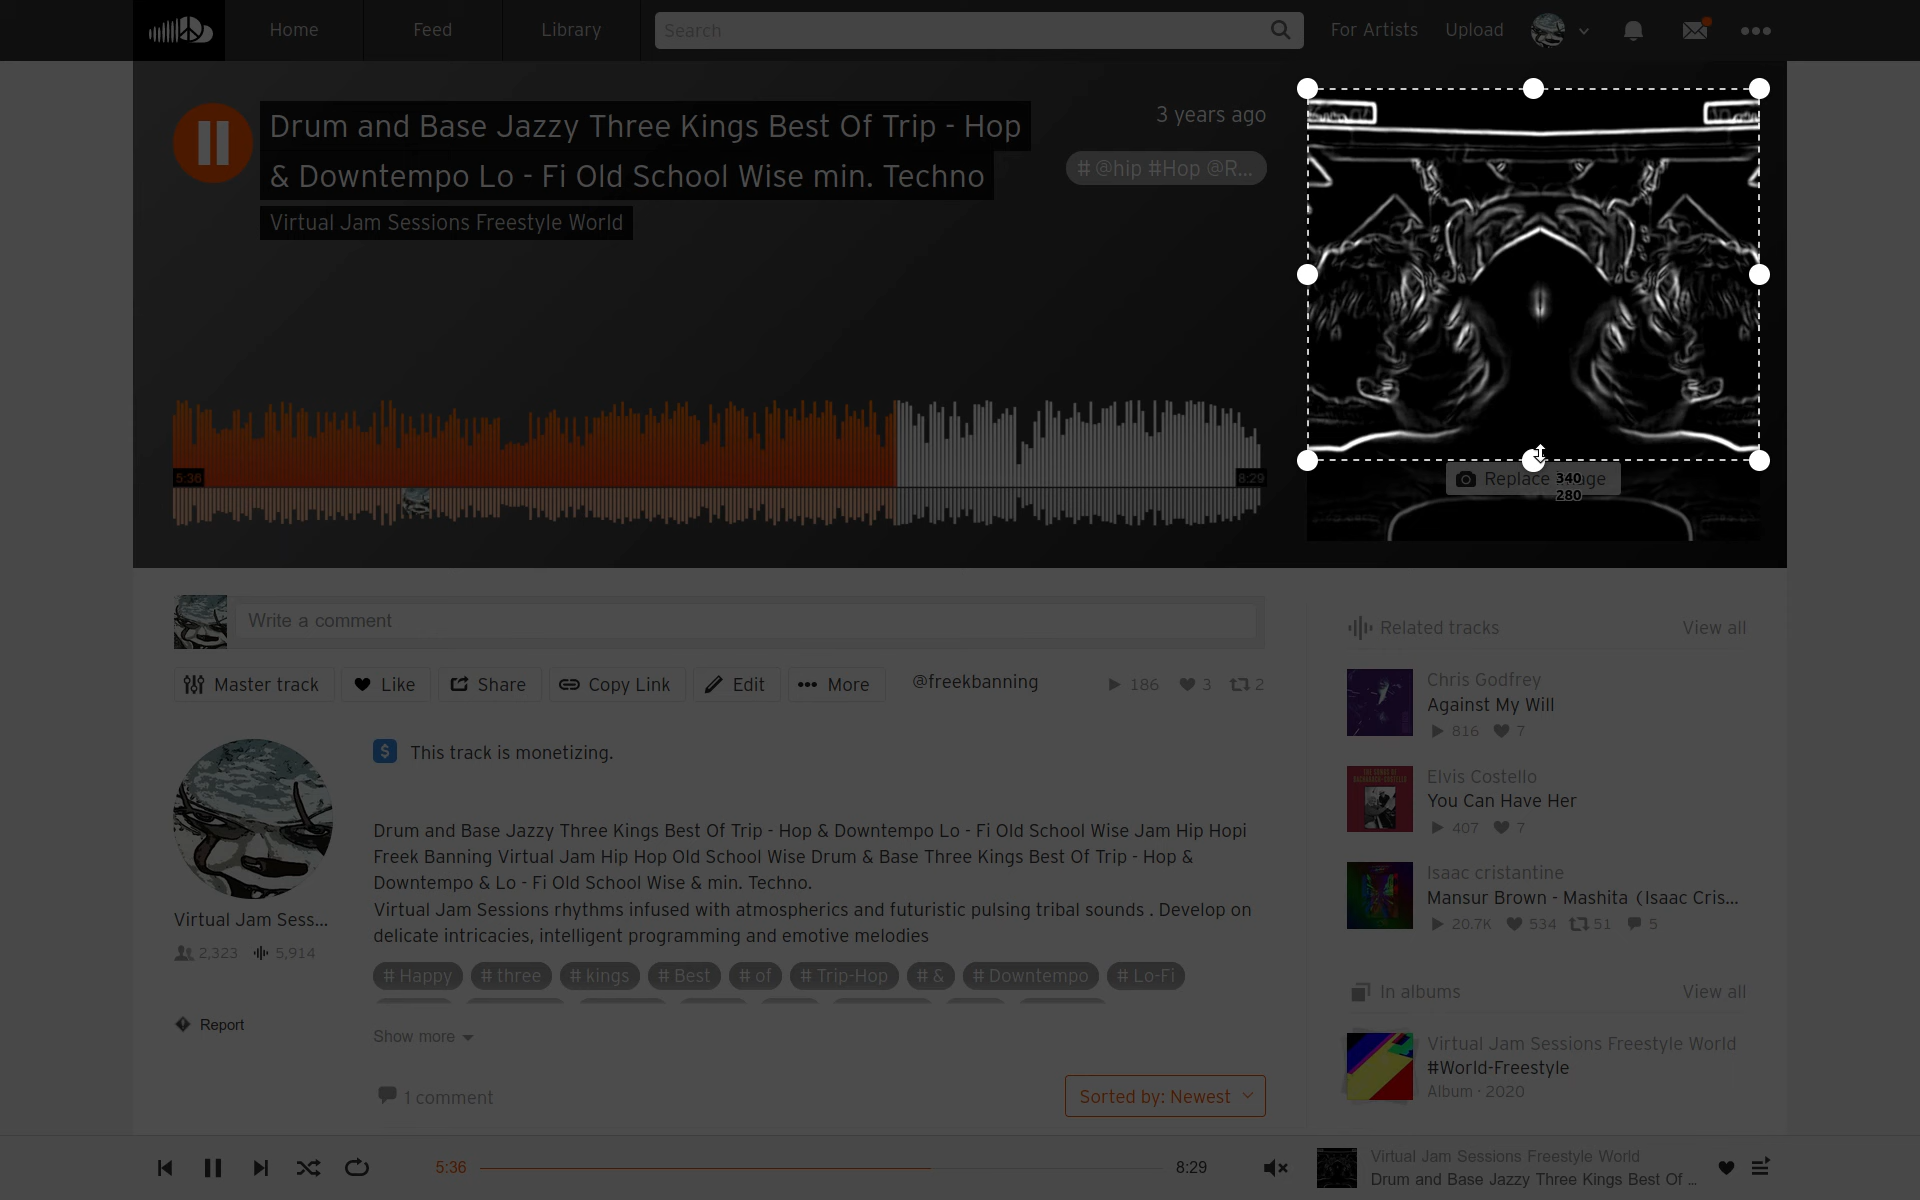 Home
Feed
Library
Search
For Artists
Upload
Drum and Base Jazzy Three Kings Best Of Trip - Hop
& Downtempo Lo - Fi Old School Wise min. Techno
Virtual Jam Sessions Freestyle World
3 years ago
# @hip #Hop @R...
5:36
8:29
Replace
340
280
Write a comment
Master track
Like
Share
Copy Link
Edit
More
@freekbanning
186
3
2
This track is monetizing.
Drum and Base Jazzy Three Kings Best Of Trip - Hop & Downtempo Lo - Fi Old School Wise Jam Hip Hopi
Freek Banning Virtual Jam Hip Hop Old School Wise Drum & Base Three Kings Best Of Trip - Hop &
Downtempo & Lo - Fi Old School Wise & min. Techno.
Virtual Jam Sessions rhythms infused with atmospherics and futuristic pulsing tribal sounds . Develop on
delicate intricacies, intelligent programming and emotive melodies
# Happy # three # kings # Best # of # Trip-Hop # & # Downtempo # Lo-Fi
Show more
Virtual Jam Sess...
2,323 5,914
Report
1 comment
Sorted by: Newest
Related tracks
View all
Chris Godfrey
Against My Will
816 7
Elvis Costello
You Can Have Her
407 7
Isaac cristantine
Mansur Brown - Mashita (Isaac Cris...
20.7K 534 51 5
In albums
View all
Virtual Jam Sessions Freestyle World
#World-Freestyle
Album · 2020
5:36
8:29
Virtual Jam Sessions Freestyle World
Drum and Base Jazzy Three Kings Best Of ...